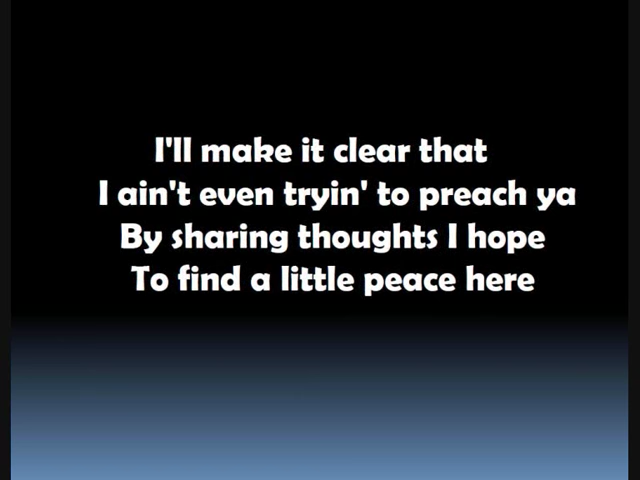 I'll make it clear that
I ain't even tryin' to preach ya
By sharing thoughts I hope
To find a little peace here